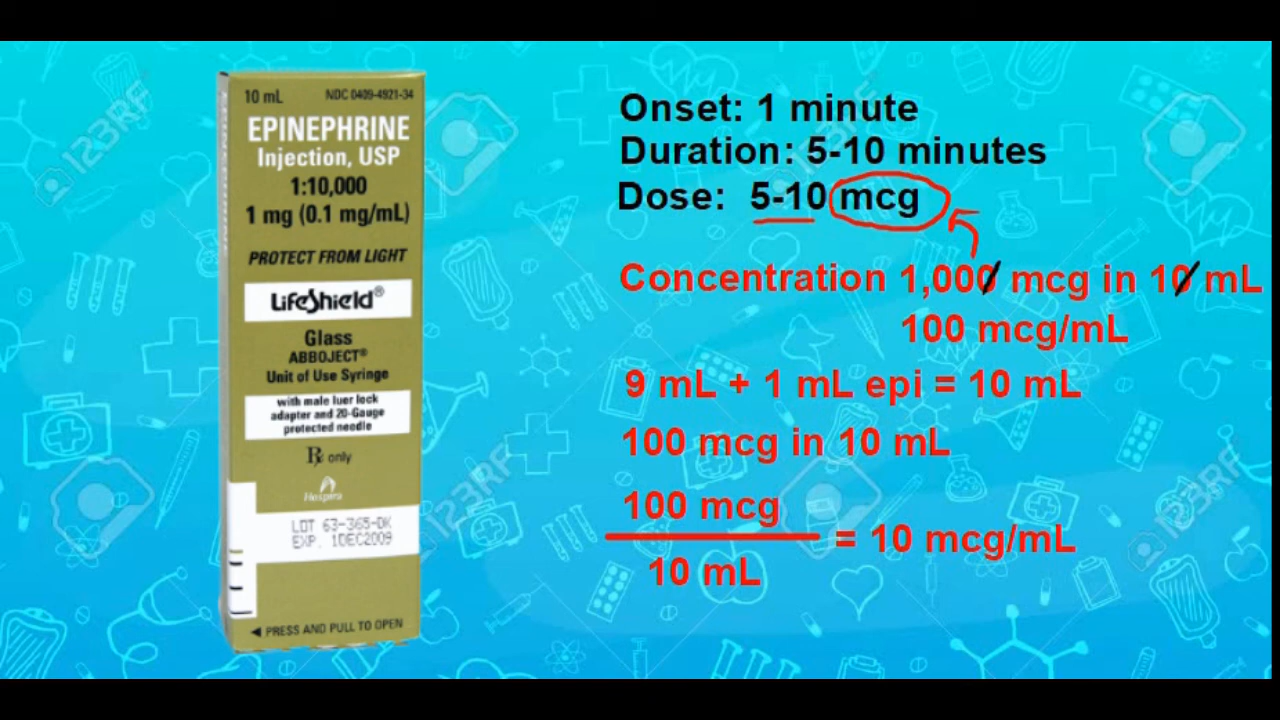 10 mL NDC 0409-4921-34
EPINEPHRINE
Injection, USP
1:10,000
1 mg (0.1 mg/mL)
PROTECT FROM LIGHT
LifeShield®
Glass
ABBOJECT®
Unit of Use Syringe
with male luer lock
adapter and 20-Gauge
protected needle
℞ only
Hospira
LOT 63-365-DK
EXP. 1DEC2009
◄ PRESS AND PULL TO OPEN
Onset: 1 minute
Duration: 5-10 minutes
Dose: 5-10 mcg
Concentration 1,000 mcg in 10 mL
100 mcg/mL
9 mL + 1 mL epi = 10 mL
100 mcg in 10 mL
100 mcg
= 10 mcg/mL
10 mL
123RF
123RF
123RF
123RF